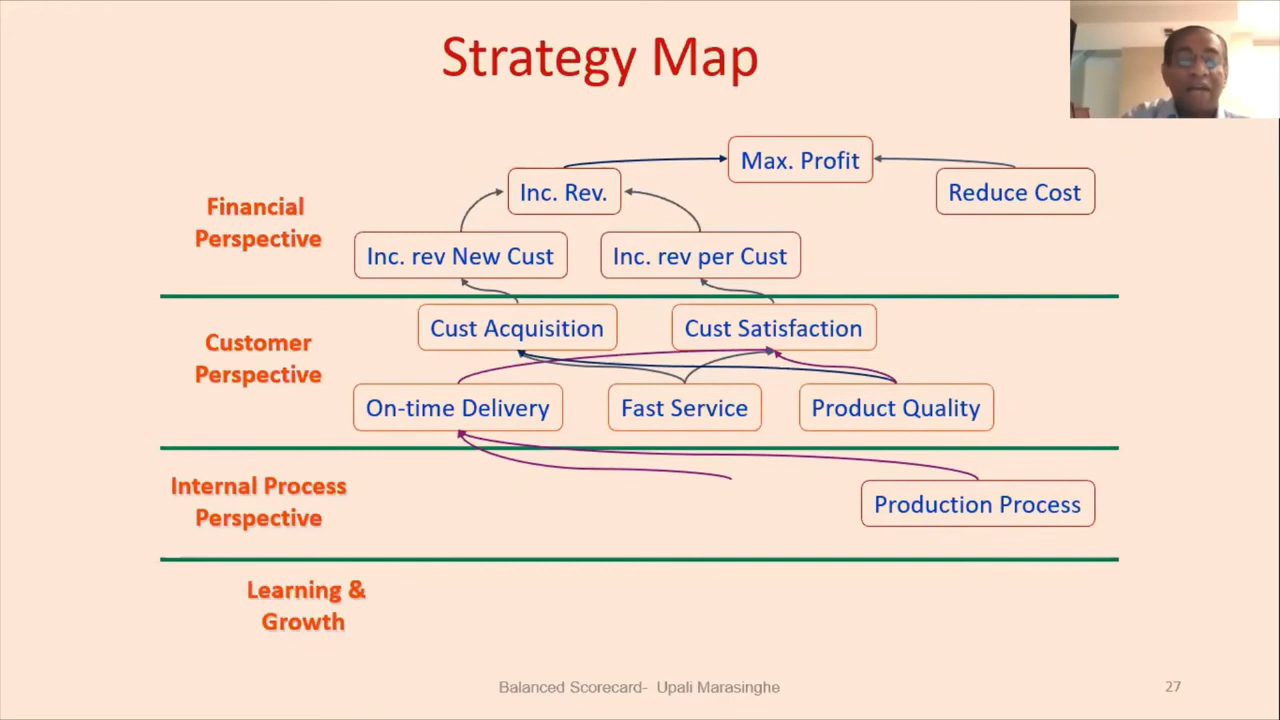 Strategy Map
Max. Profit
Inc. Rev.
Reduce Cost
Financial
Perspective
Inc. rev New Cust
Inc. rev per Cust
Cust Acquisition
Cust Satisfaction
Customer
Perspective
On-time Delivery
Fast Service
Product Quality
Internal Process
Perspective
Production Process
Learning &
Growth
Balanced Scorecard- Upali Marasinghe
27